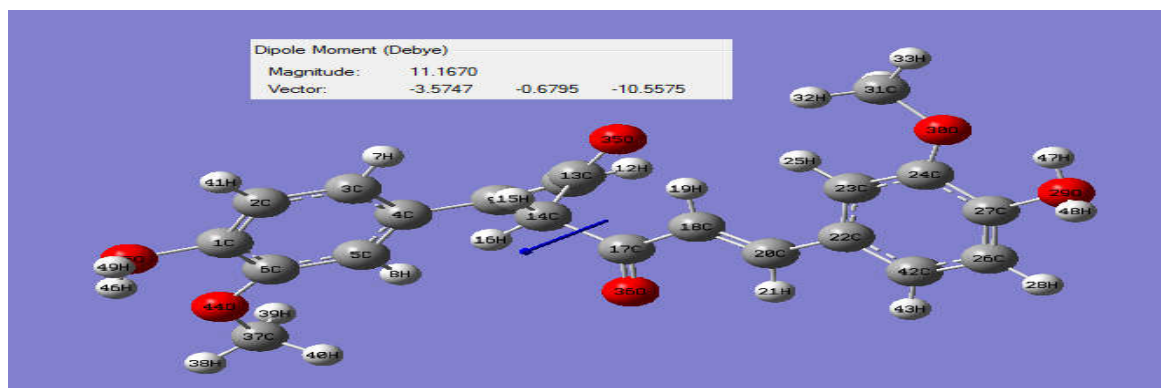 Dipole Moment (Debye)
Magnitude: 11.1670
Vector: -3.5747 -0.6795 -10.5575
33H
31C
32H
30O
35O
7H
47H
25H
12H
13C
24C
41H
3C
23C
19H
2C
15H
27C
48H
4C
14C
18C
16H
22C
1C
17C
5C
20C
26C
49H
6C
8H
42C
28H
46H
36O
21H
44O
43H
39H
37C
40H
38H